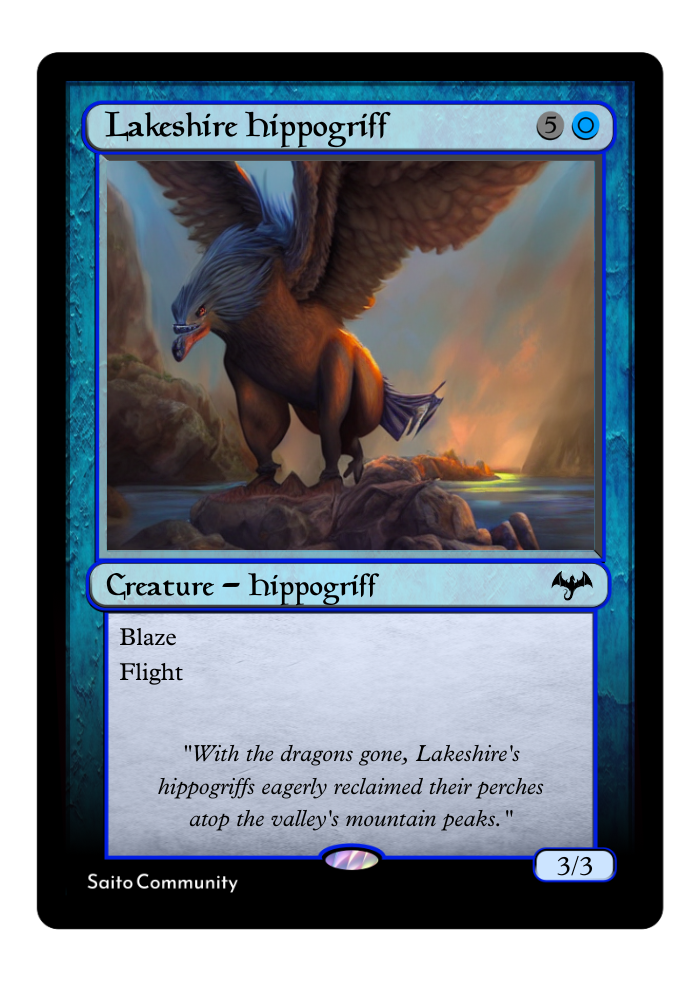 Lakeshire Hippogriff 5
Creature – Hippogriff
Blaze
Flight
"With the dragons gone, Lakeshire's
hippogriffs eagerly reclaimed their perches
atop the valley's mountain peaks."
3/3
Saito Community